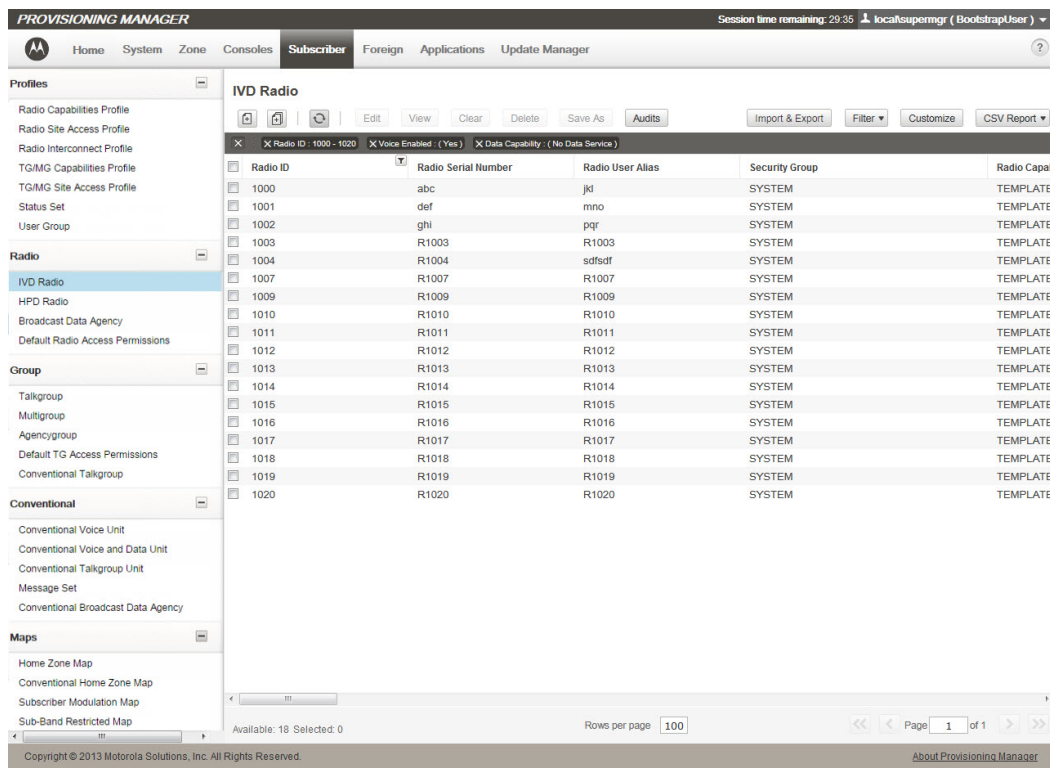 PROVISIONING MANAGER
Session time remaining: 29:35 local\supermgr ( BootstrapUser )
Home System Zone Consoles Subscriber Foreign Applications Update Manager ?
Profiles
Radio Capabilities Profile
Radio Site Access Profile
Radio Interconnect Profile
TG/MG Capabilities Profile
TG/MG Site Access Profile
Status Set
User Group
Radio
IVD Radio
HPD Radio
Broadcast Data Agency
Default Radio Access Permissions
Group
Talkgroup
Multigroup
Agencygroup
Default TG Access Permissions
Conventional Talkgroup
Conventional
Conventional Voice Unit
Conventional Voice and Data Unit
Conventional Talkgroup Unit
Message Set
Conventional Broadcast Data Agency
Maps
Home Zone Map
Conventional Home Zone Map
Subscriber Modulation Map
Sub-Band Restricted Map
IVD Radio
Edit View Clear Delete Save As Audits Import & Export Filter Customize CSV Report
X X Radio ID : 1000 - 1020 X Voice Enabled : ( Yes ) X Data Capability : ( No Data Service )
Radio ID Radio Serial Number Radio User Alias Security Group Radio Capal
1000 abc jkl SYSTEM TEMPLATE
1001 def mno SYSTEM TEMPLATE
1002 ghi pqr SYSTEM TEMPLATE
1003 R1003 R1003 SYSTEM TEMPLATE
1004 R1004 sdfsdf SYSTEM TEMPLATE
1007 R1007 R1007 SYSTEM TEMPLATE
1009 R1009 R1009 SYSTEM TEMPLATE
1010 R1010 R1010 SYSTEM TEMPLATE
1011 R1011 R1011 SYSTEM TEMPLATE
1012 R1012 R1012 SYSTEM TEMPLATE
1013 R1013 R1013 SYSTEM TEMPLATE
1014 R1014 R1014 SYSTEM TEMPLATE
1015 R1015 R1015 SYSTEM TEMPLATE
1016 R1016 R1016 SYSTEM TEMPLATE
1017 R1017 R1017 SYSTEM TEMPLATE
1018 R1018 R1018 SYSTEM TEMPLATE
1019 R1019 R1019 SYSTEM TEMPLATE
1020 R1020 R1020 SYSTEM TEMPLATE
Available: 18 Selected: 0 Rows per page 100 Page 1 of 1
Copyright © 2013 Motorola Solutions, Inc. All Rights Reserved. About Provisioning Manager